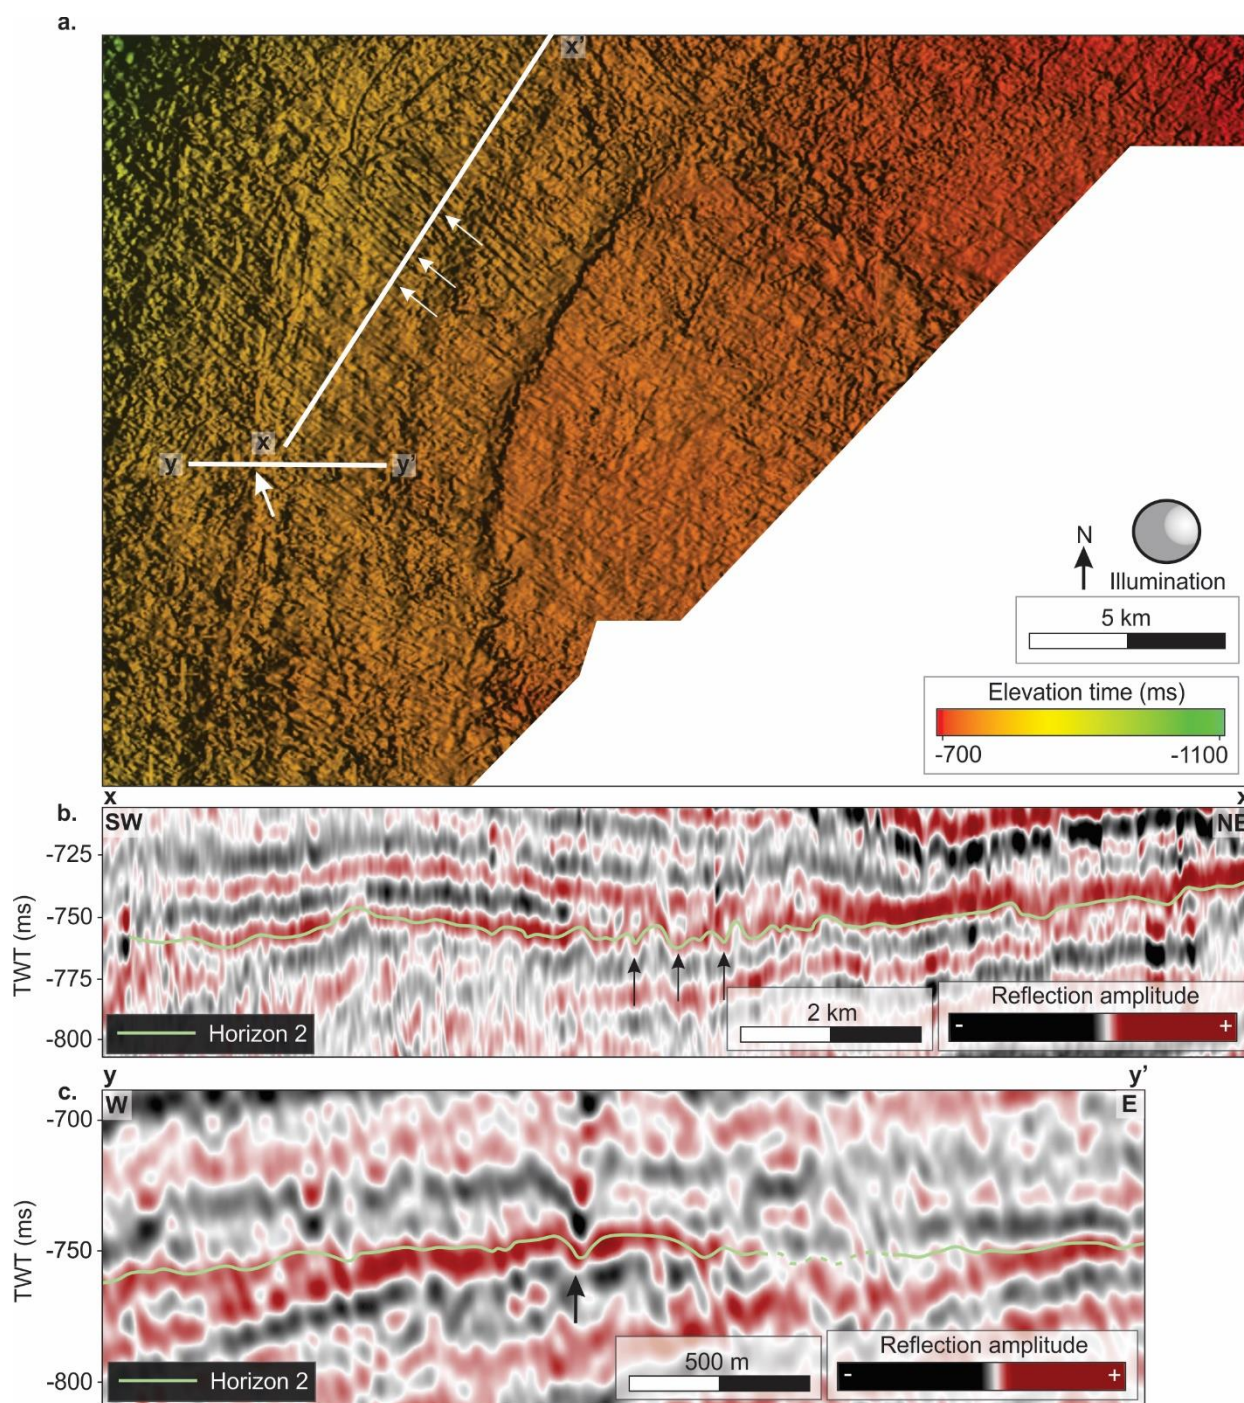 a.
x'
x
y
y'
N
Illumination
5 km
Elevation time (ms)
-700
-1100
x
x
b.
SW
NE
-725
-750
-775
-800
TWT (ms)
Horizon 2
2 km
Reflection amplitude
-
+
y
y'
c.
W
E
-700
-750
-800
TWT (ms)
Horizon 2
500 m
Reflection amplitude
-
+